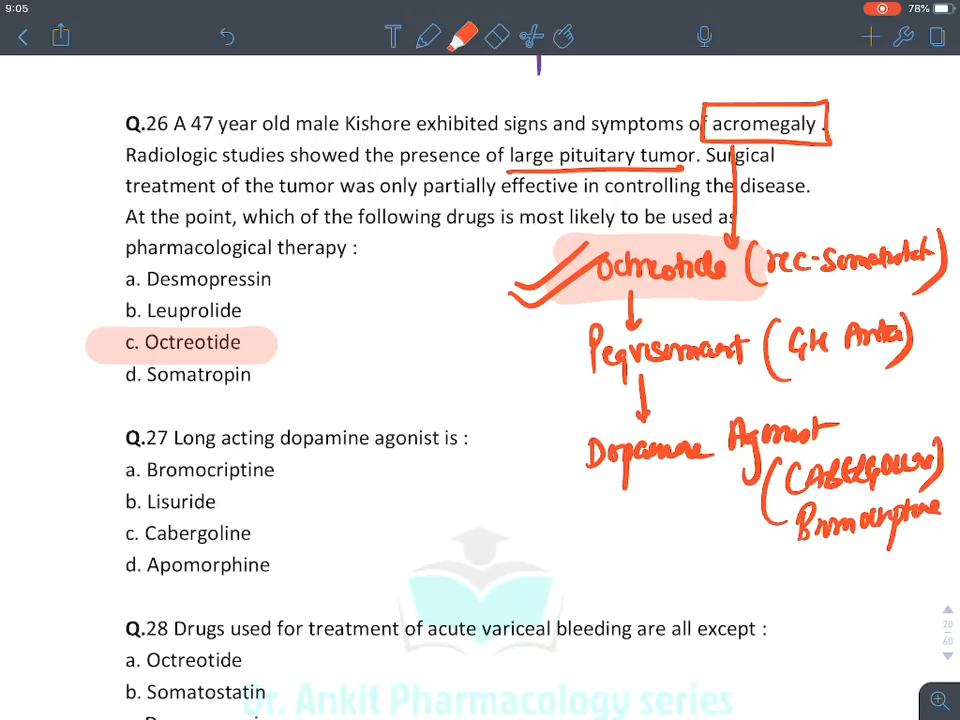 9:05
78%
T
Q.26 A 47 year old male Kishore exhibited signs and symptoms of acromegaly .
Radiologic studies showed the presence of large pituitary tumor. Surgical
treatment of the tumor was only partially effective in controlling the disease.
At the point, which of the following drugs is most likely to be used as
pharmacological therapy :
a. Desmopressin
b. Leuprolide
c. Octreotide
d. Somatropin
Octreotide (rec-
Pegvisomant (GH Anta)
Dopamine Agonist
(CABERGOLINE)
Bromocriptine
Q.27 Long acting dopamine agonist is :
a. Bromocriptine
b. Lisuride
c. Cabergoline
d. Apomorphine
Q.28 Drugs used for treatment of acute variceal bleeding are all except :
a. Octreotide
b. Somatostatin
Dr. Ankit Pharmacology series
20
60